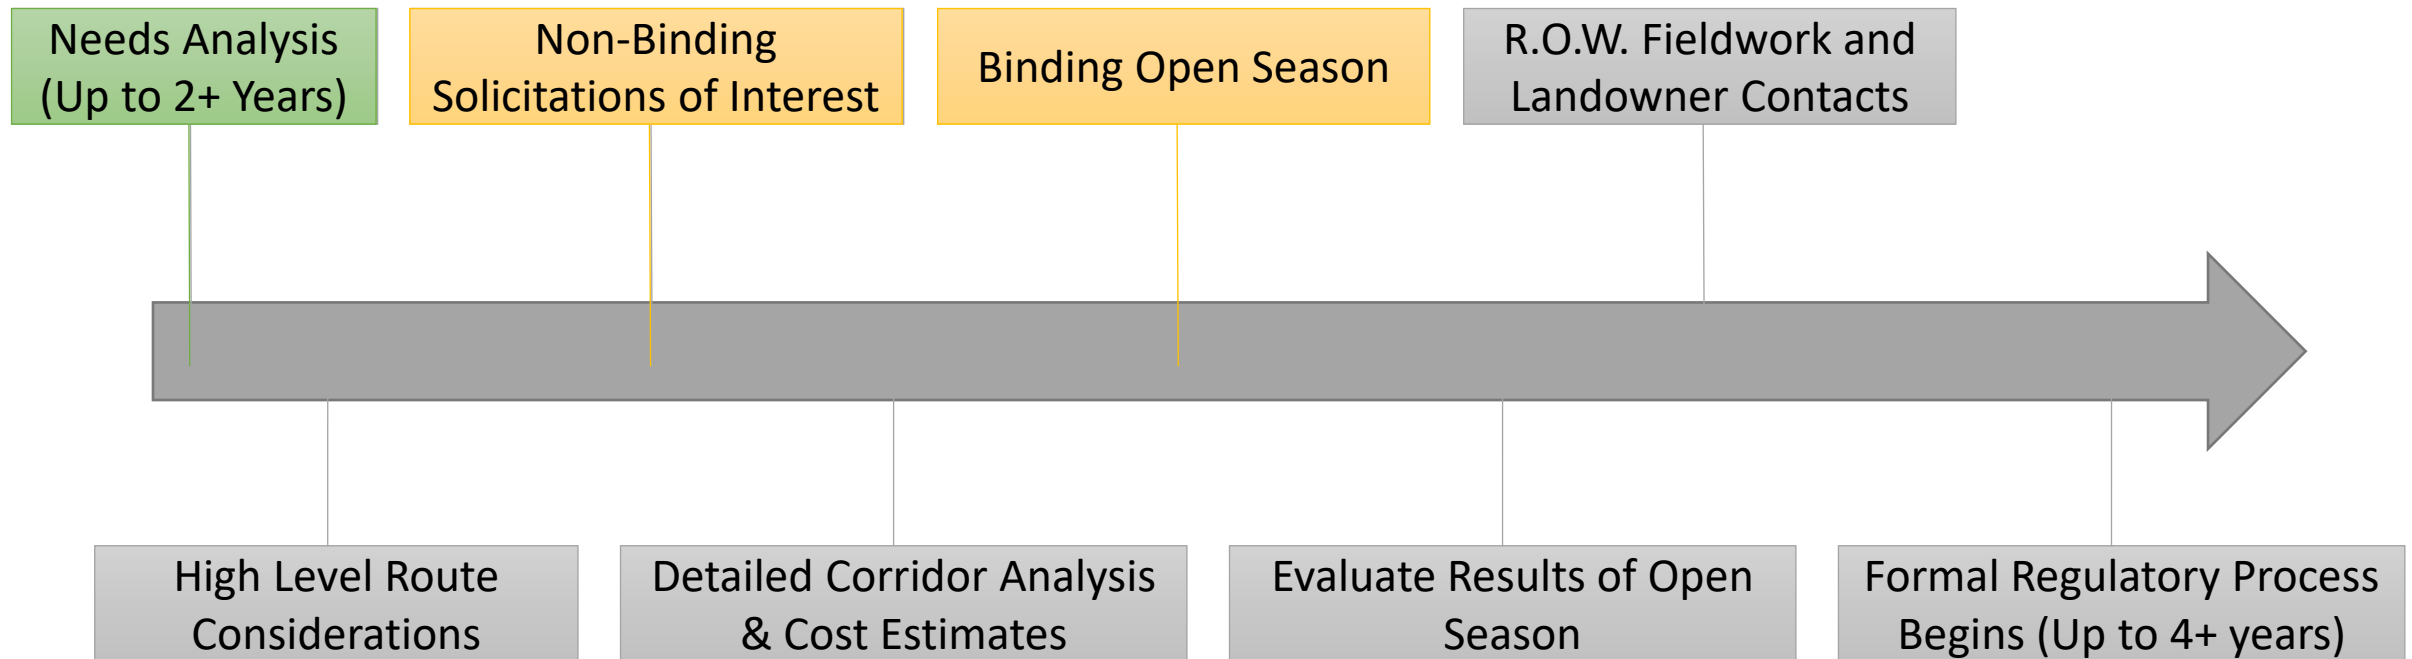 Needs Analysis
(Up to 2+ Years)
Non-Binding
Solicitations of Interest
Binding Open Season
R.O.W. Fieldwork and
Landowner Contacts
High Level Route
Considerations
Detailed Corridor Analysis
& Cost Estimates
Evaluate Results of Open
Season
Formal Regulatory Process
Begins (Up to 4+ years)